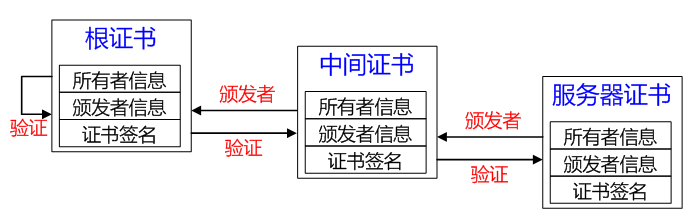 根证书
所有者信息
颁发者信息
证书签名
验证
颁发者
验证
中间证书
所有者信息
颁发者信息
证书签名
颁发者
验证
服务器证书
所有者信息
颁发者信息
证书签名